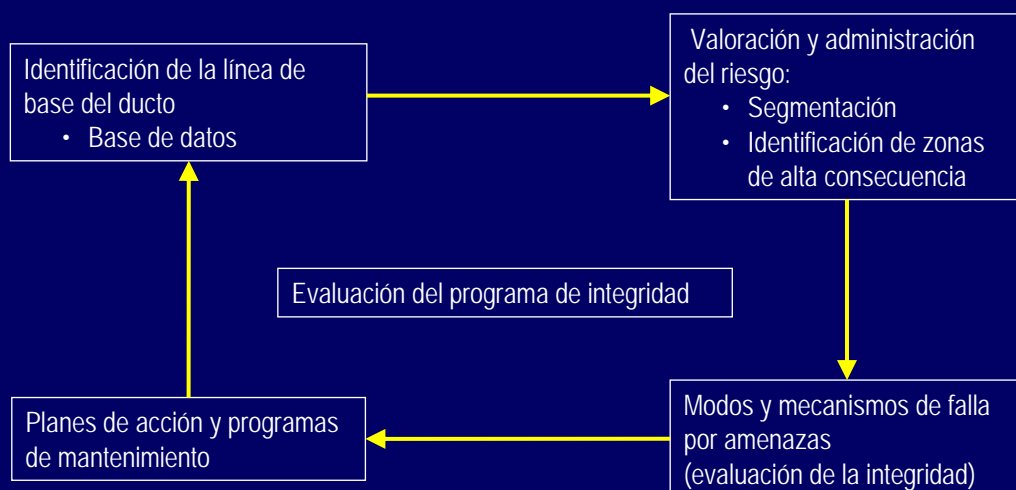 Identificación de la línea de
base del ducto
• Base de datos
Valoración y administración
del riesgo:
• Segmentación
• Identificación de zonas
de alta consecuencia
Evaluación del programa de integridad
Planes de acción y programas
de mantenimiento
Modos y mecanismos de falla
por amenazas
(evaluación de la integridad)